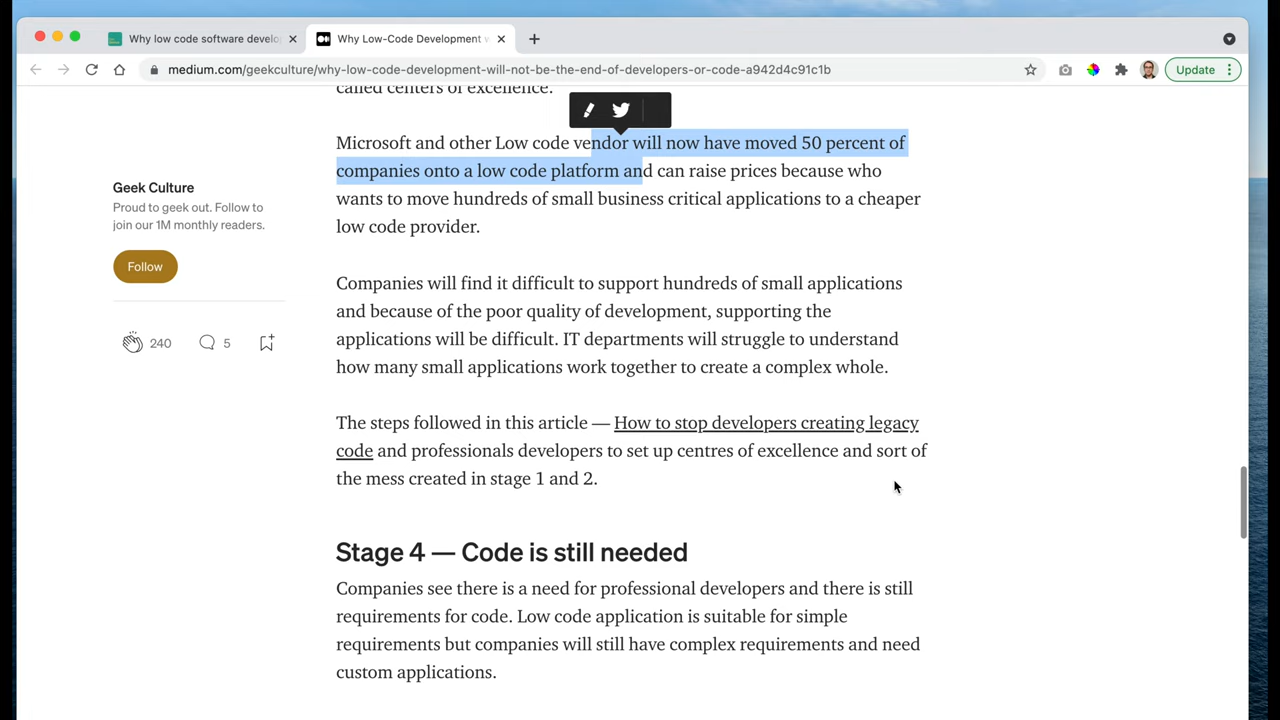 Why low code software develo
Why Low-Code Development w
medium.com/geekculture/why-low-code-development-will-not-be-the-end-of-developers-or-code-a942d4c91c1b
Update
called centers of excellence.
Microsoft and other Low code vendor will now have moved 50 percent of
companies onto a low code platform and can raise prices because who
wants to move hundreds of small business critical applications to a cheaper
low code provider.
Geek Culture
Proud to geek out. Follow to
join our 1M monthly readers.
Follow
240
5
Companies will find it difficult to support hundreds of small applications
and because of the poor quality of development, supporting the
applications will be difficult. IT departments will struggle to understand
how many small applications work together to create a complex whole.
The steps followed in this article — How to stop developers creating legacy
code and professionals developers to set up centre of excellence and sort of
the mess created in stage 1 and 2.
Stage 4 — Code is still needed
Companies see there is a need for professional developers and there is still
requirements for code. Low code application is suitable for some
requirements but companies will still have complex requirements and need
custom applications.